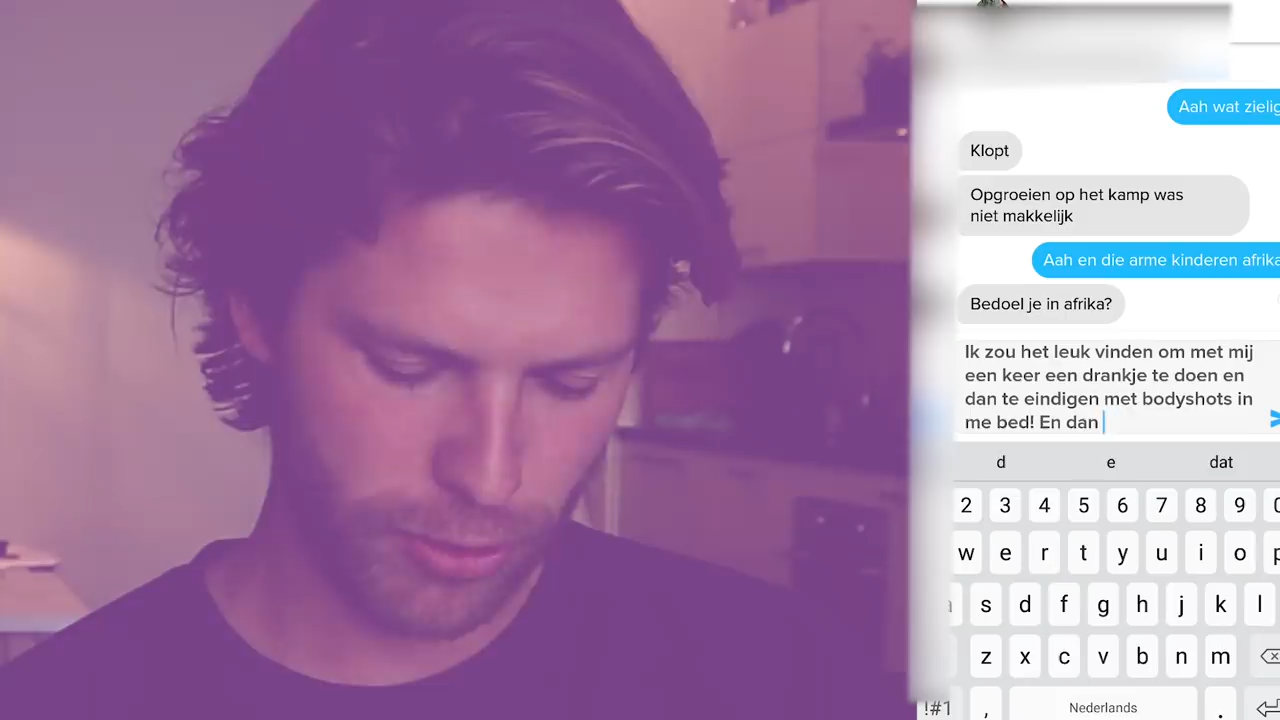 Aah wat zielig
Klopt
Opgroeien op het kamp was
niet makkelijk
Aah en die arme kinderen afrika
Bedoel je in afrika?
Ik zou het leuk vinden om met mij
een keer een drankje te doen en
dan te eindigen met bodyshots in
me bed! En dan
d e dat
2 3 4 5 6 7 8 9 0
w e r t y u i o p
a s d f g h j k l
z x c v b n m
!#1 , Nederlands .